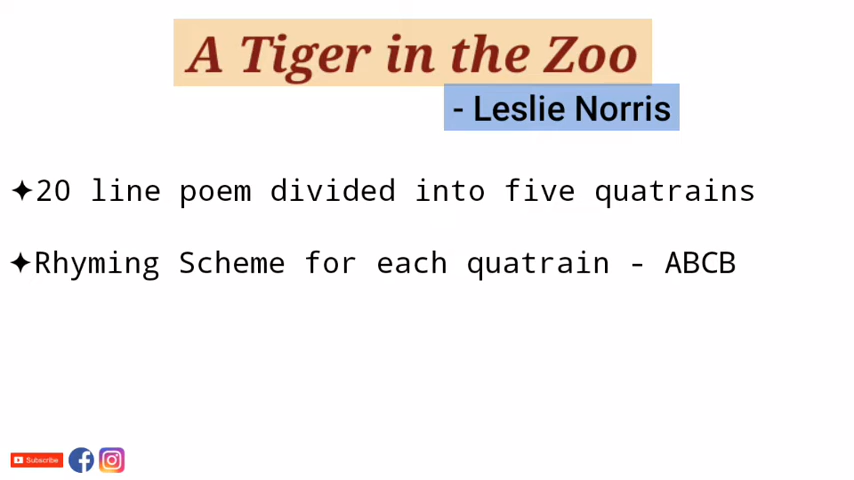 A Tiger in the Zoo
- Leslie Norris
✦20 line poem divided into five quatrains
✦Rhyming Scheme for each quatrain - ABCB
Subscribe